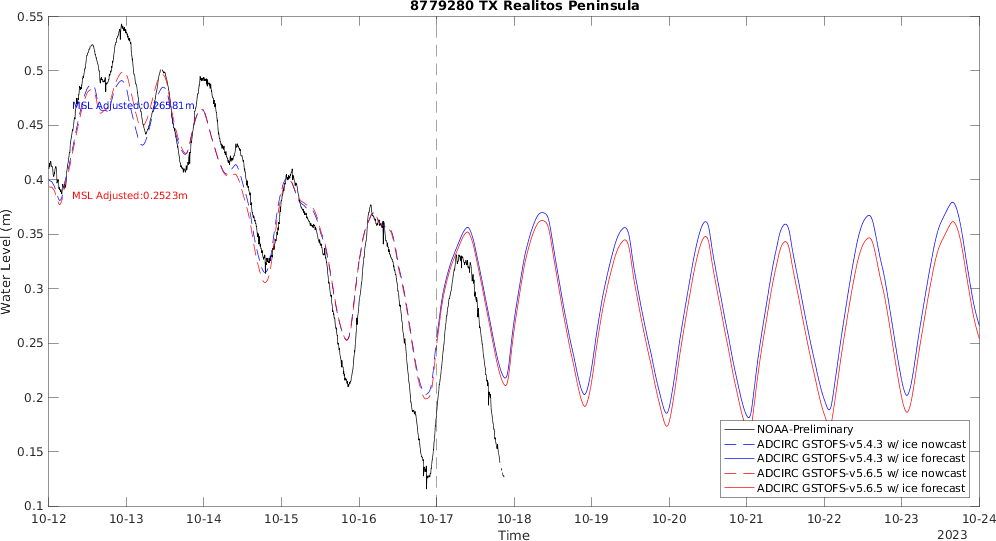 8779280 TX Realitos Peninsula
0.55
0.5
0.45
0.4
0.35
0.3
0.25
0.2
0.15
0.1
Water Level (m)
MSL Adjusted:0.26581m
MSL Adjusted:0.2523m
NOAA-Preliminary
ADCIRC GSTOFS-v5.4.3 w/ ice nowcast
ADCIRC GSTOFS-v5.4.3 w/ ice forecast
ADCIRC GSTOFS-v5.6.5 w/ ice nowcast
ADCIRC GSTOFS-v5.6.5 w/ ice forecast
10-12 10-13 10-14 10-15 10-16 10-17 10-18 10-19 10-20 10-21 10-22 10-23 10-24
Time
2023